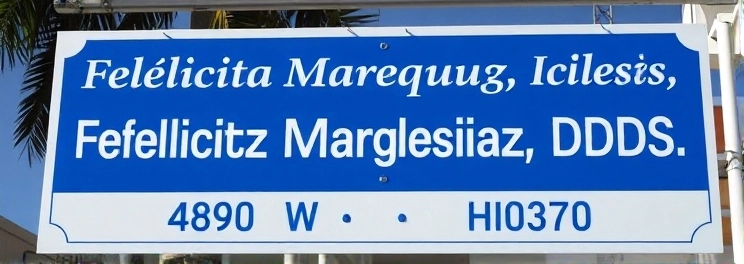 Felélicita Marequug, Icilesis,
Fefellicitz Marglesiiaz, DDDS.
4890 W • • HI0370